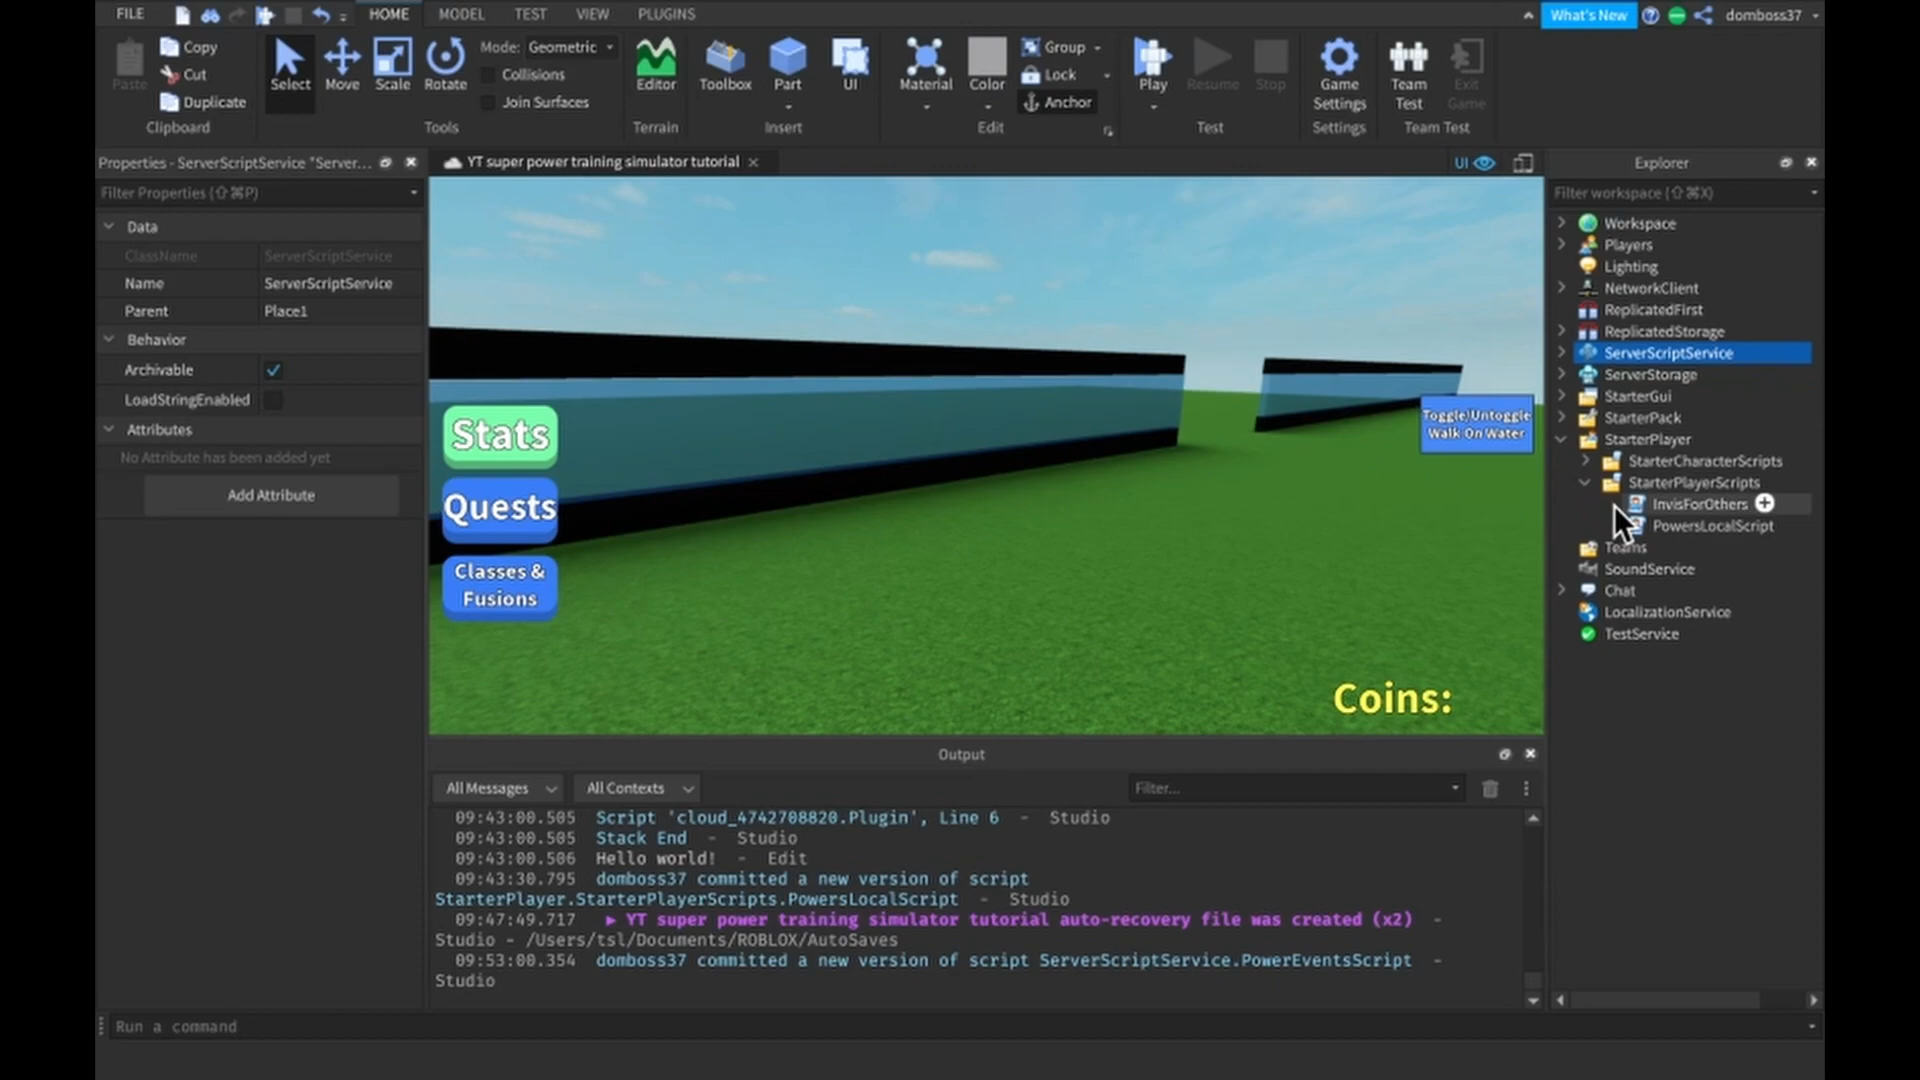 FILE
HOME
MODEL
TEST
VIEW
PLUGINS
What's New
domboss37
Paste
Copy
Cut
Duplicate
Clipboard
Select
Move
Scale
Rotate
Mode: Geometric
Collisions
Join Surfaces
Tools
Editor
Terrain
Toolbox
Part
UI
Insert
Material
Color
Group
Lock
Anchor
Edit
Play
Resume
Stop
Test
Game
Settings
Settings
Team
Test
Exit
Game
Team Test
Properties - ServerScriptService "Server...
Filter Properties (⇧⌘P)
Data
ClassName ServerScriptService
Name ServerScriptService
Parent Place1
Behavior
Archivable
LoadStringEnabled
Attributes
No Attribute has been added yet
Add Attribute
YT super power training simulator tutorial
UI
Stats
Quests
Classes &
Fusions
Toggle/Untoggle
Walk On Water
Coins:
Output
All Messages
All Contexts
Filter...
09:43:00.505 Script 'cloud_4742708820.Plugin', Line 6 - Studio
09:43:00.505 Stack End - Studio
09:43:00.506 Hello world! - Edit
09:43:30.795 domboss37 committed a new version of script
StarterPlayer.StarterPlayerScripts.PowersLocalScript - Studio
09:47:49.717 ▶ YT super power training simulator tutorial auto-recovery file was created (x2) -
Studio - /Users/tsl/Documents/ROBLOX/AutoSaves
09:53:00.354 domboss37 committed a new version of script ServerScriptService.PowerEventsScript -
Studio
Run a command
Explorer
Filter workspace (⇧⌘X)
Workspace
Players
Lighting
NetworkClient
ReplicatedFirst
ReplicatedStorage
ServerScriptService
ServerStorage
StarterGui
StarterPack
StarterPlayer
StarterCharacterScripts
StarterPlayerScripts
InvisForOthers
PowersLocalScript
Teams
SoundService
Chat
LocalizationService
TestService